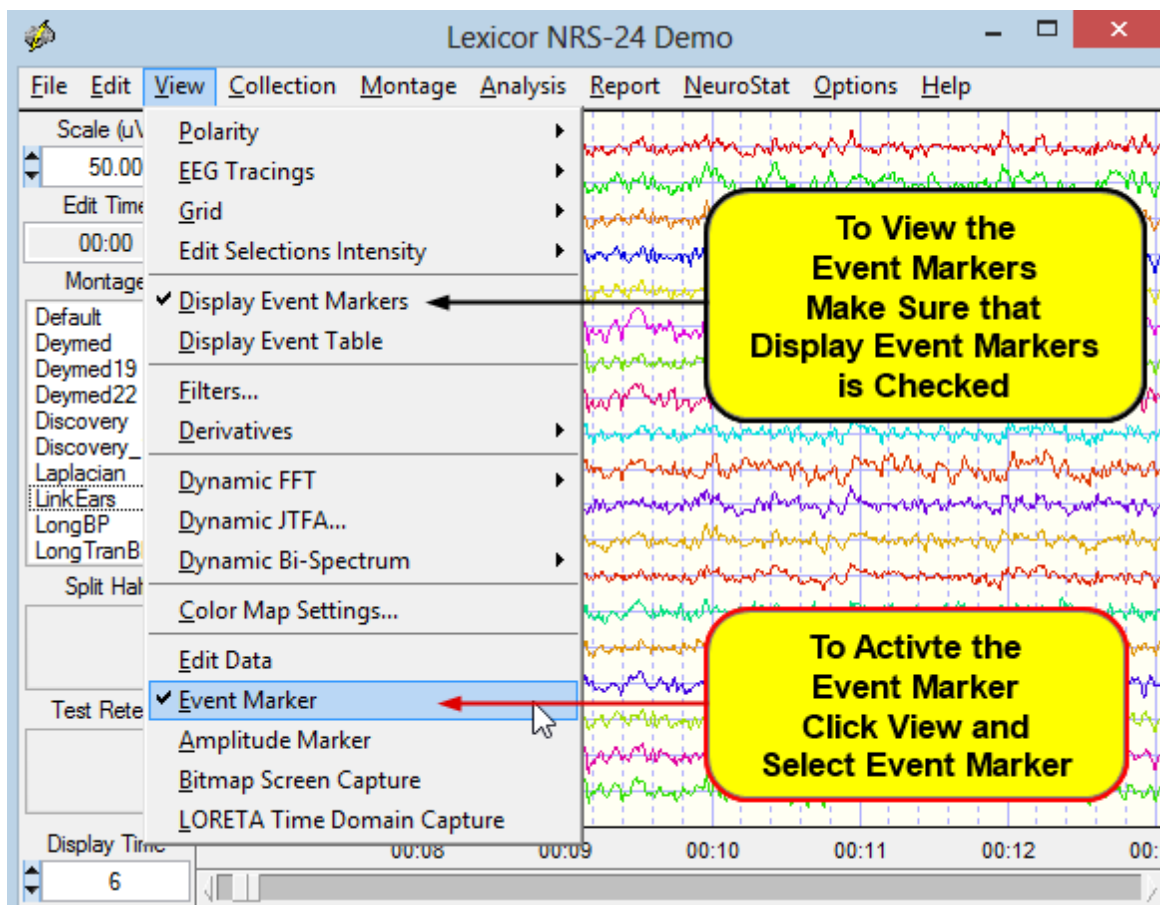 Lexicor NRS-24 Demo
File Edit View Collection Montage Analysis Report NeuroStat Options Help
Scale (uV
50.00
Edit Time
00:00
Montage
Default
Deymed
Deymed19
Deymed22
Discovery
Discovery_
Laplacian
LinkEars
LongBP
LongTranB
Split Hal
Test Rete
Display Time
6
Polarity
EEG Tracings
Grid
Edit Selections Intensity
Display Event Markers
Display Event Table
Filters...
Derivatives
Dynamic FFT
Dynamic JTFA...
Dynamic Bi-Spectrum
Color Map Settings...
Edit Data
Event Marker
Amplitude Marker
Bitmap Screen Capture
LORETA Time Domain Capture
To View the
Event Markers
Make Sure that
Display Event Markers
is Checked
To Activte the
Event Marker
Click View and
Select Event Marker
00:08 00:09 00:10 00:11 00:12 00: